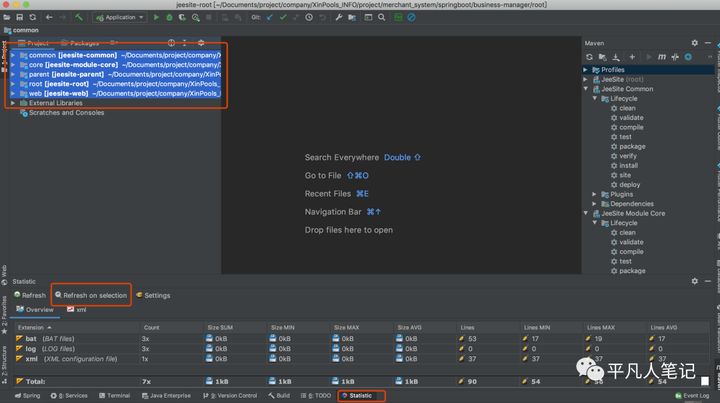 jeesite-root [~/Documents/project/company/XinPools_INFO/project/merchant_system/springboot/business-manager/root]
Application
Git:
common
1: Project
Project
Packages
common [jeesite-common] ~/Documents/project/company/X
core [jeesite-module-core] ~/Documents/project/company/
parent [jeesite-parent] ~/Documents/project/company/Xin
root [jeesite-root] ~/Documents/project/company/XinPools_
web [jeesite-web] ~/Documents/project/company/XinPools_
External Libraries
Scratches and Consoles
Search Everywhere Double ⇧
Go to File ⇧⌘O
Recent Files ⌘E
Navigation Bar ⌘↑
Drop files here to open
Maven
Profiles
JeeSite (root)
JeeSite Common
Lifecycle
clean
validate
compile
test
package
verify
install
site
deploy
Plugins
Dependencies
JeeSite Module Core
Lifecycle
clean
validate
compile
test
package
Web
2: Favorites
7: Structure
Statistic
Refresh
Refresh on selection
Settings
Overview
xml
Extension Count Size SUM Size MIN Size MAX Size AVG Lines Lines MIN Lines MAX Lines AVG
bat (BAT files) 3x 0kB 0kB 0kB 0kB 53 17 19 17
log (LOG files) 3x 0kB 0kB 0kB 0kB 0 0 0 0
xml (XML configuration file) 1x 0kB 0kB 0kB 0kB 37 37 37 37
Total: 7x 1kB 1kB 1kB 1kB 90 54 54
平凡人笔记
Spring
8: Services
Terminal
Java Enterprise
9: Version Control
Build
6: TODO
Statistic
Event Log